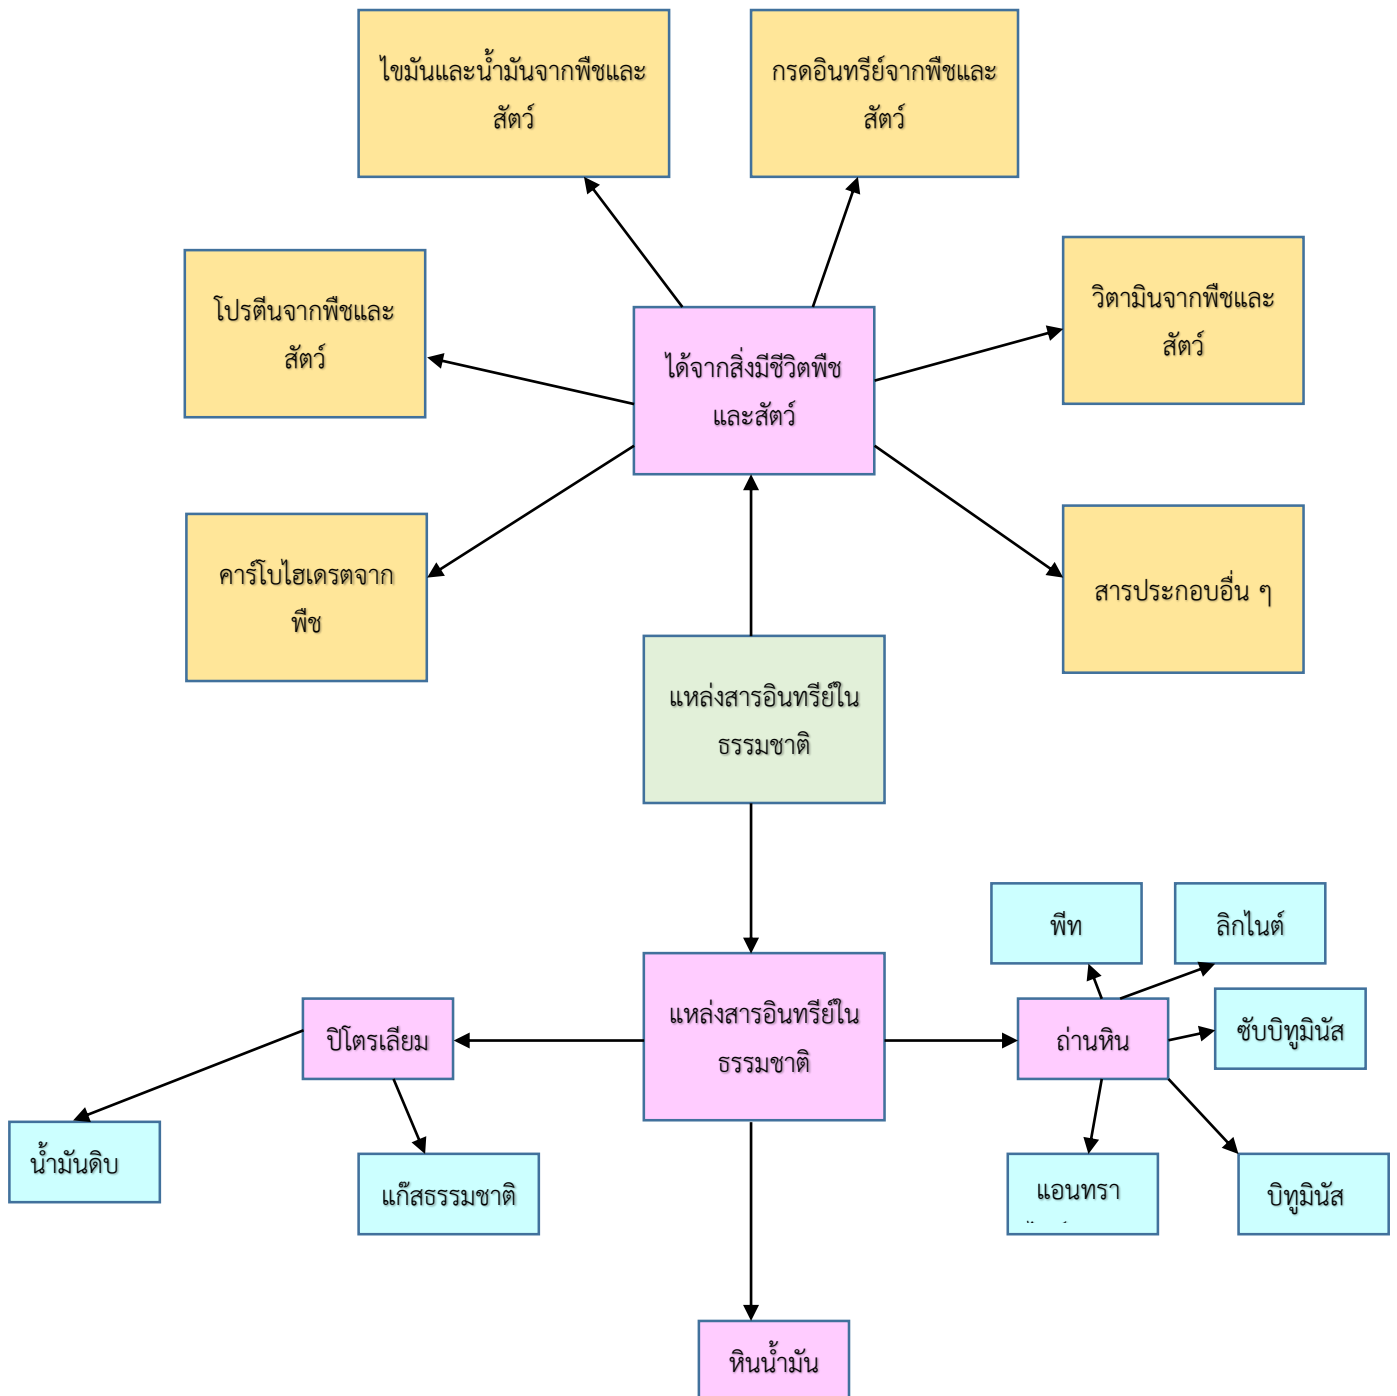 ไขมันและน้ำมันจากพืชและ
สัตว์
กรดอินทรีย์จากพืชและ
สัตว์
โปรตีนจากพืชและ
สัตว์
วิตามินจากพืชและ
สัตว์
ได้จากสิ่งมีชีวิตพืช
และสัตว์
คาร์โบไฮเดรตจาก
พืช
สารประกอบอื่น ๆ
แหล่งสารอินทรีย์ใน
ธรรมชาติ
พีท
ลิกไนต์
แหล่งสารอินทรีย์ใน
ธรรมชาติ
ปิโตรเลียม
ถ่านหิน
ซับบิทูมินัส
น้ำมันดิบ
แก๊สธรรมชาติ
แอนทรา
บิทูมินัส
หินน้ำมัน